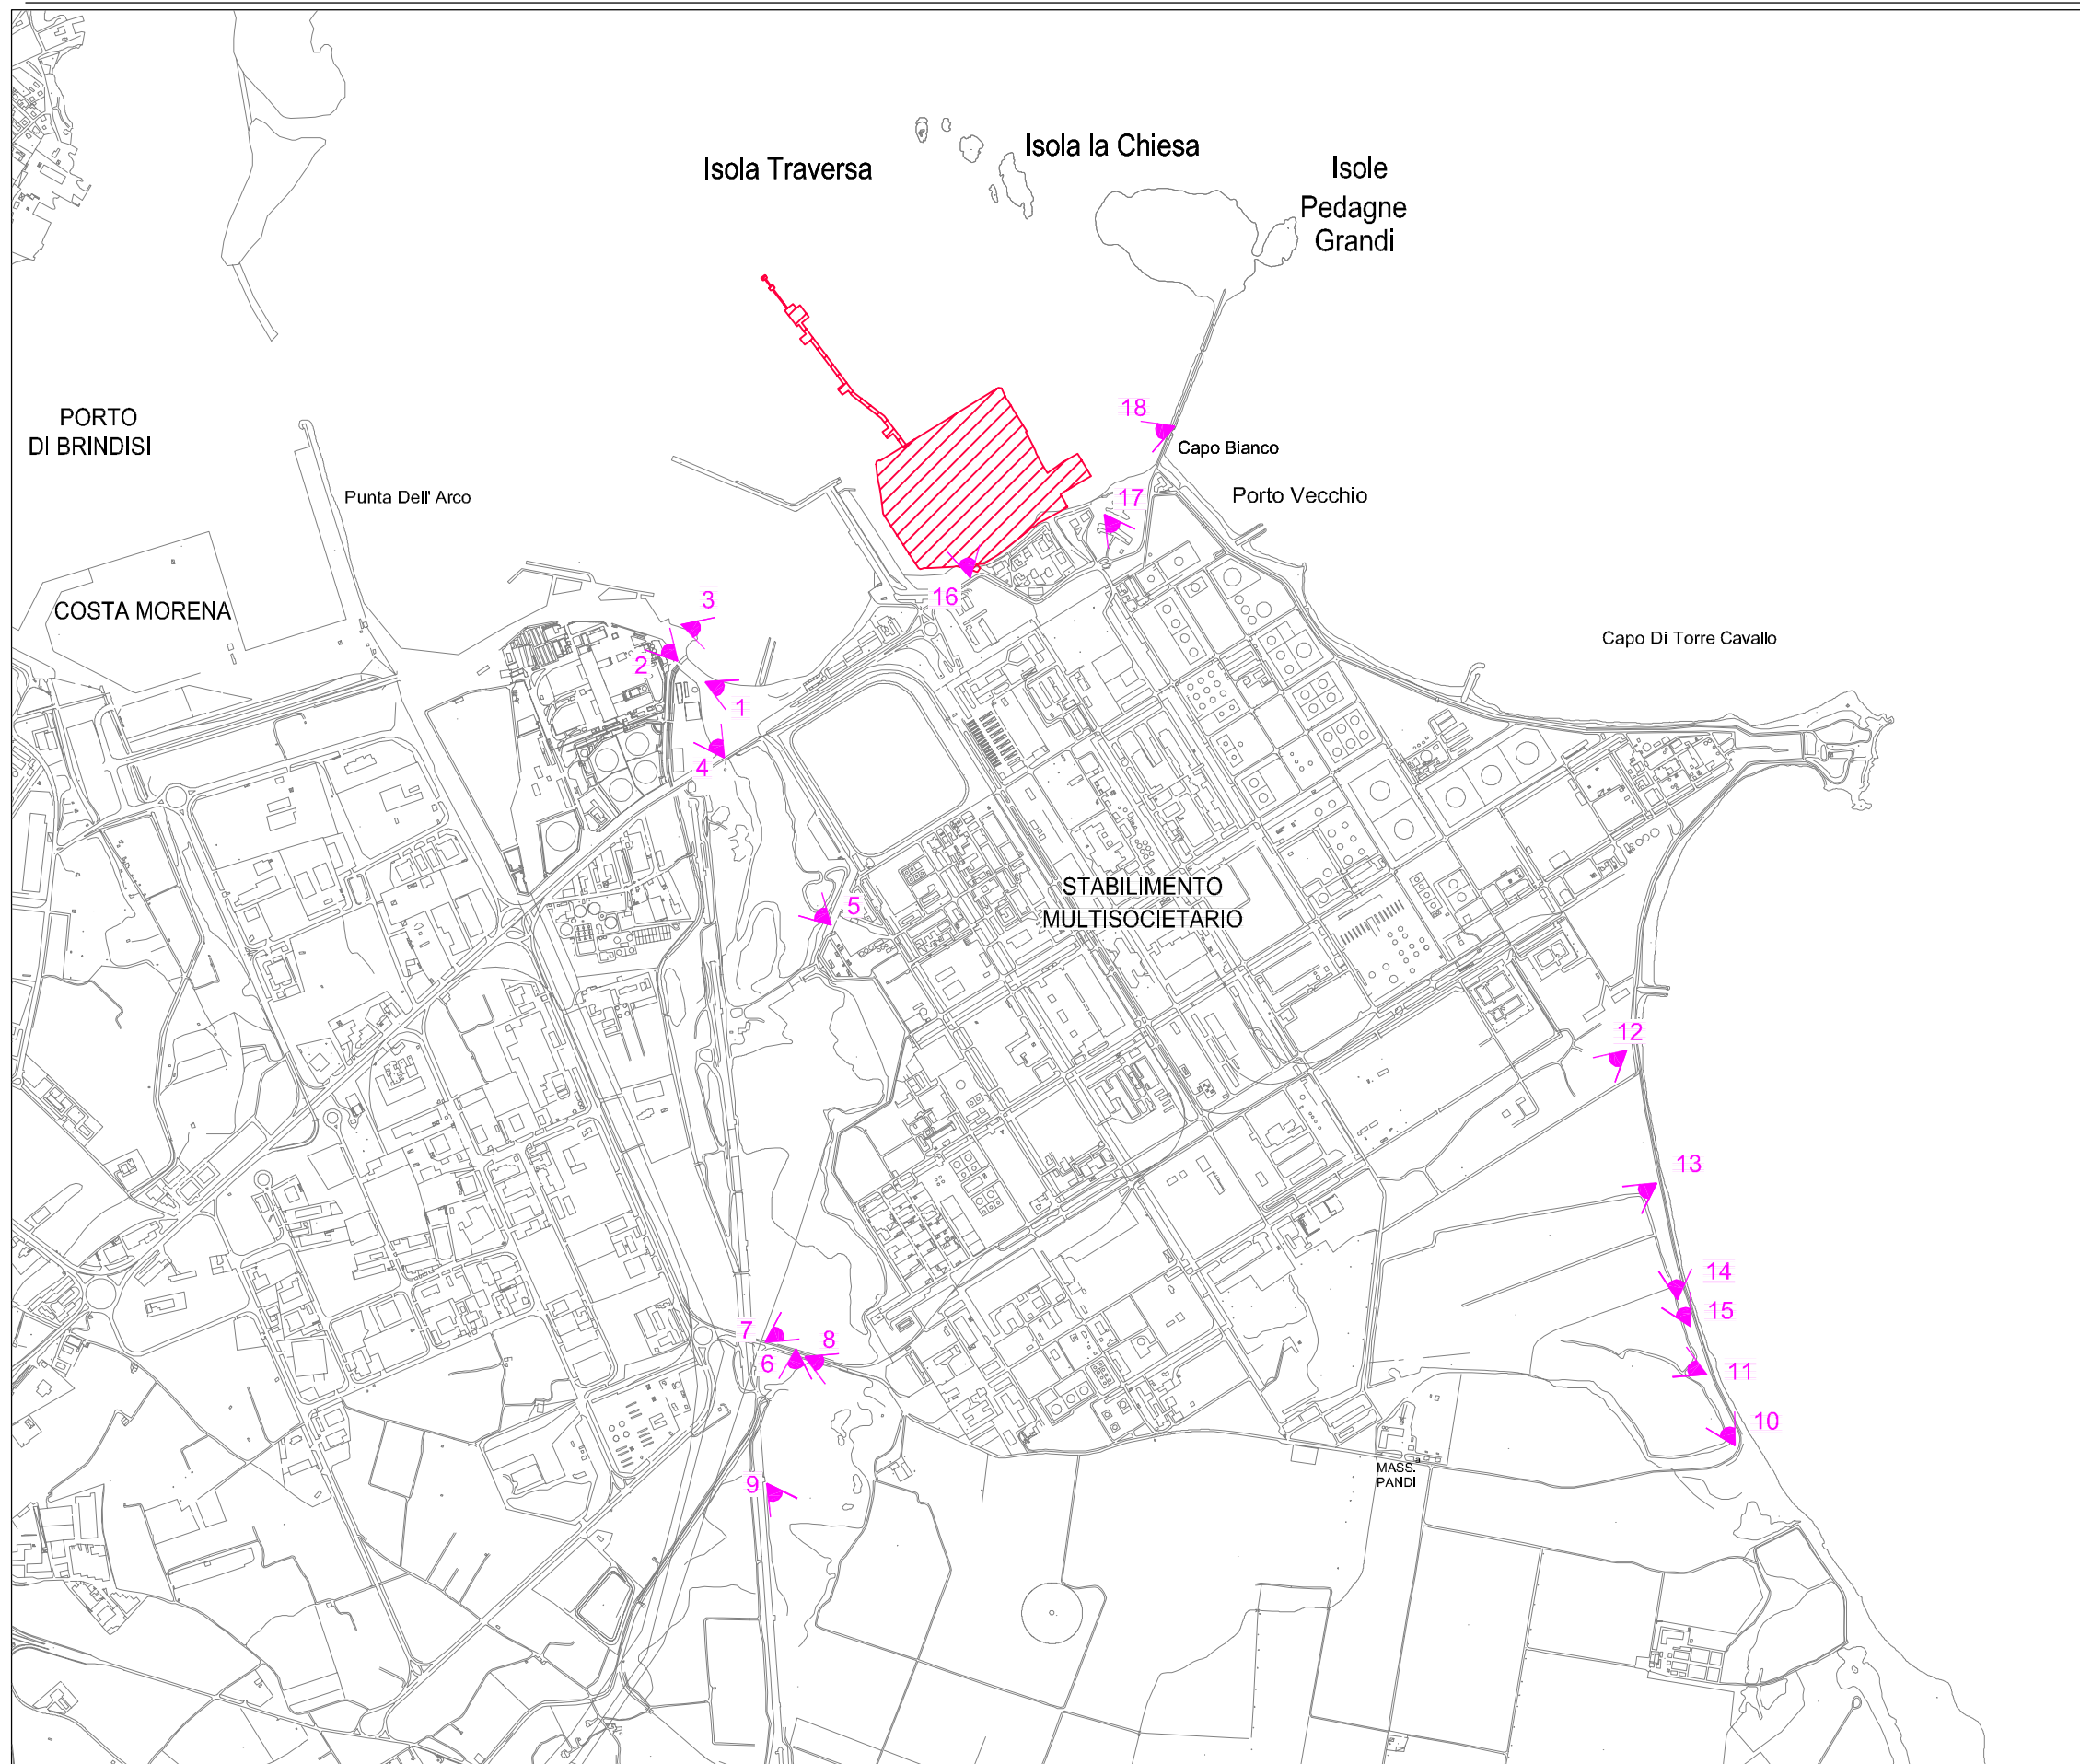 Isola Traversa
Isola la Chiesa
Isole
Pedagne
Grandi
PORTO
DI BRINDISI
Punta Dell' Arco
18
Capo Bianco
17
Porto Vecchio
COSTA MORENA
3
16
2
1
4
Capo Di Torre Cavallo
STABILIMENTO
MULTISOCIETARIO
5
12
13
14
15
7
6
8
11
10
9
MASS.
PANDI